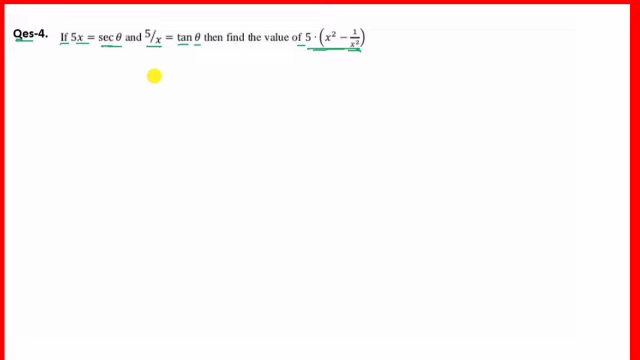 Qes-4. If 5x = sec θ and 5/x = tan θ then find the value of 5 · (x² − 1/x²)